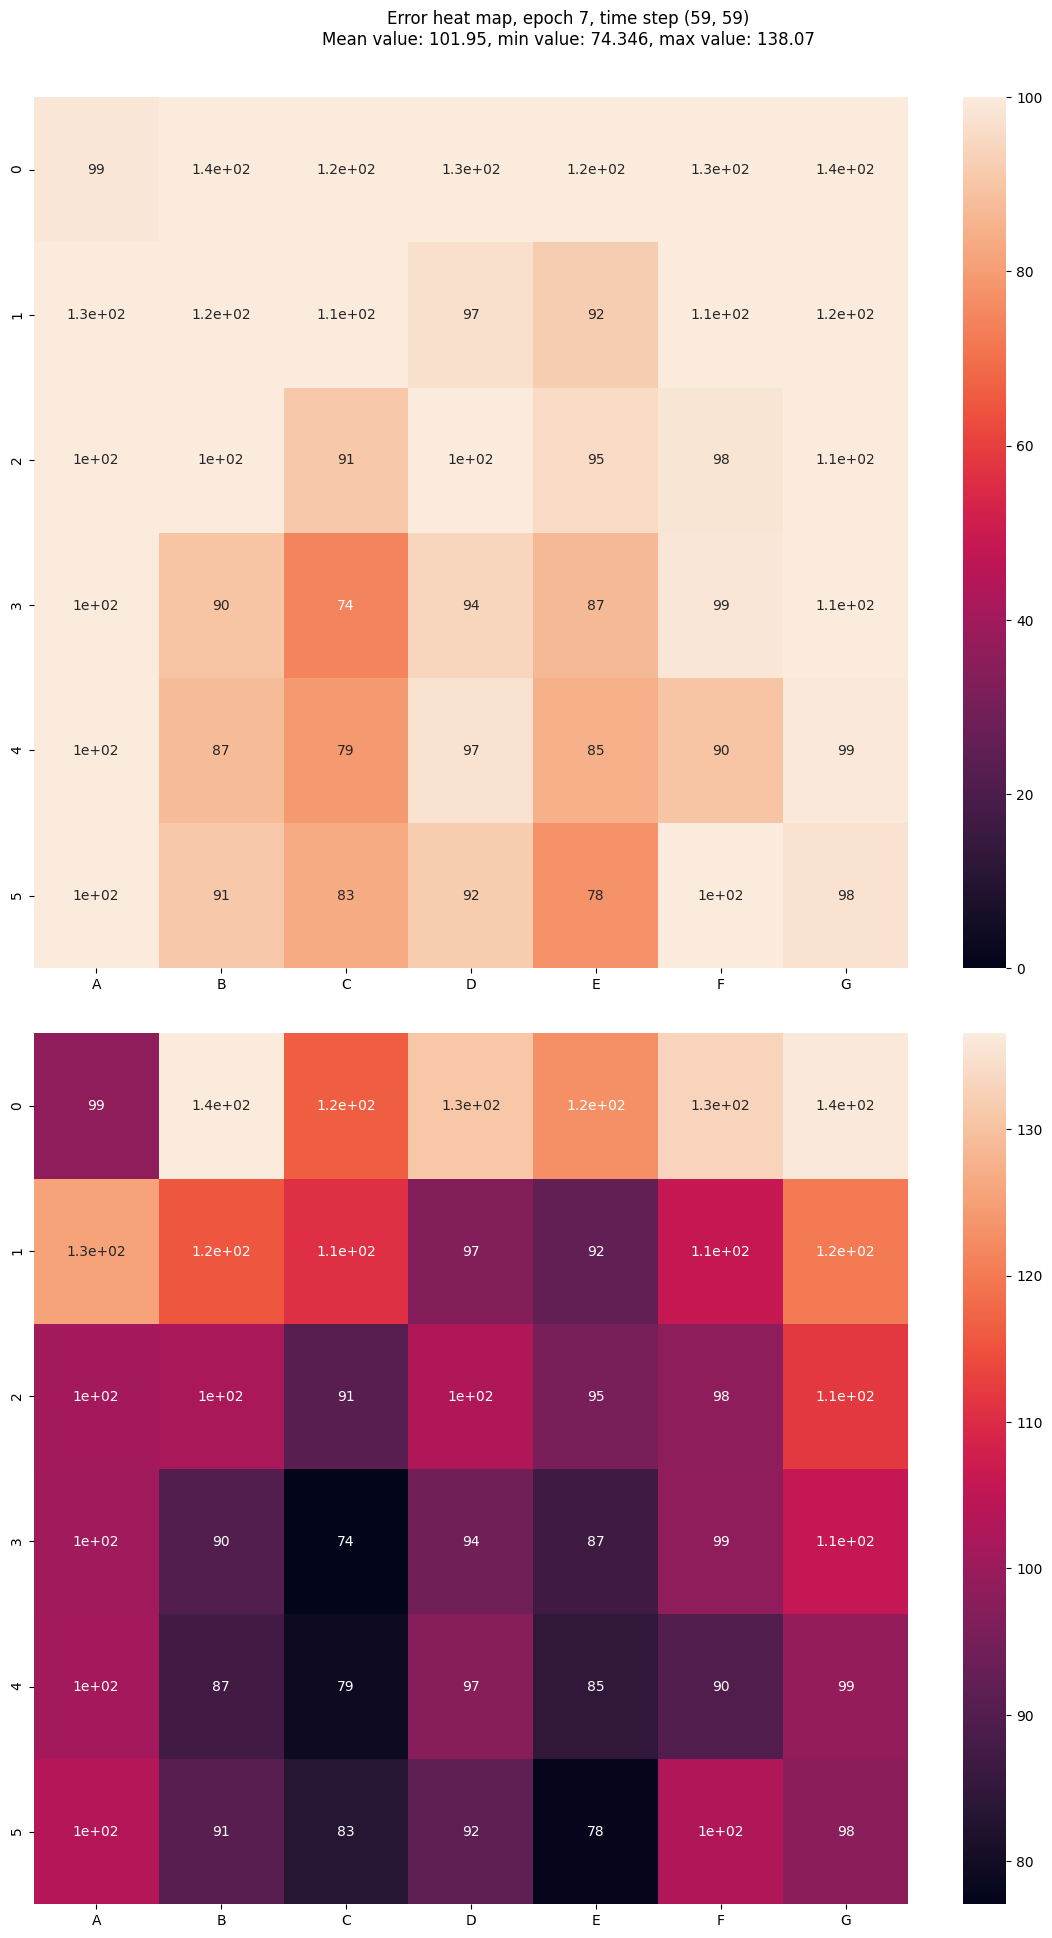 Error heat map, epoch 7, time step (59, 59)
Mean value: 101.95, min value: 74.346, max value: 138.07
0 99 1.4e+02 1.2e+02 1.3e+02 1.2e+02 1.3e+02 1.4e+02
1 1.3e+02 1.2e+02 1.1e+02 97 92 1.1e+02 1.2e+02
2 1e+02 1e+02 91 1e+02 95 98 1.1e+02
3 1e+02 90 74 94 87 99 1.1e+02
4 1e+02 87 79 97 85 90 99
5 1e+02 91 83 92 78 1e+02 98
A B C D E F G
100
80
60
40
20
0
0 99 1.4e+02 1.2e+02 1.3e+02 1.2e+02 1.3e+02 1.4e+02
1 1.3e+02 1.2e+02 1.1e+02 97 92 1.1e+02 1.2e+02
2 1e+02 1e+02 91 1e+02 95 98 1.1e+02
3 1e+02 90 74 94 87 99 1.1e+02
4 1e+02 87 79 97 85 90 99
5 1e+02 91 83 92 78 1e+02 98
A B C D E F G
130
120
110
100
90
80